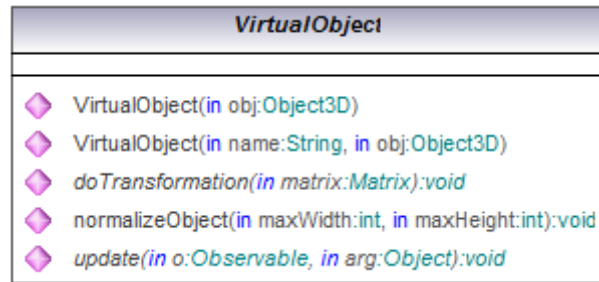 VirtualObject
VirtualObject(in obj:Object3D)
VirtualObject(in name:String, in obj:Object3D)
doTransformation(in matrix:Matrix):void
normalizeObject(in maxWidth:int, in maxHeight:int):void
update(in o:Observable, in arg:Object):void